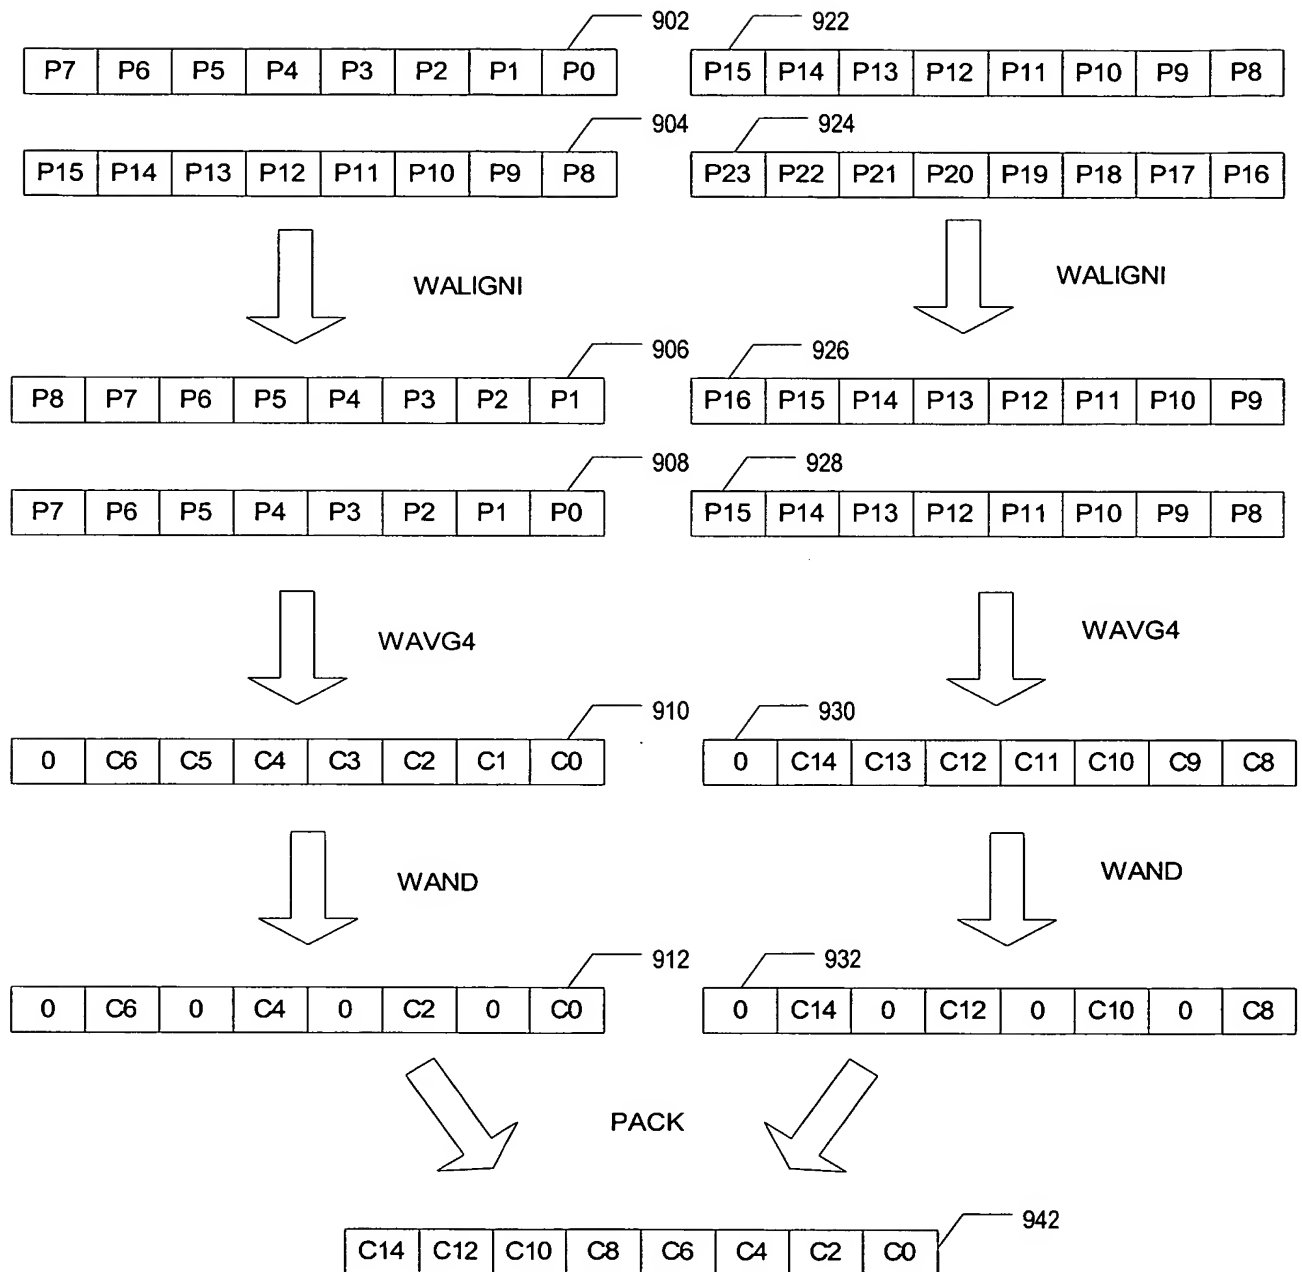 902 922
P7 P6 P5 P4 P3 P2 P1 P0 P15 P14 P13 P12 P11 P10 P9 P8
904 924
P15 P14 P13 P12 P11 P10 P9 P8 P23 P22 P21 P20 P19 P18 P17 P16
WALIGNI WALIGNI
906 926
P8 P7 P6 P5 P4 P3 P2 P1 P16 P15 P14 P13 P12 P11 P10 P9
908 928
P7 P6 P5 P4 P3 P2 P1 P0 P15 P14 P13 P12 P11 P10 P9 P8
WAVG4 WAVG4
910 930
0 C6 C5 C4 C3 C2 C1 C0 0 C14 C13 C12 C11 C10 C9 C8
WAND WAND
912 932
0 C6 0 C4 0 C2 0 C0 0 C14 0 C12 0 C10 0 C8
PACK
942
C14 C12 C10 C8 C6 C4 C2 C0